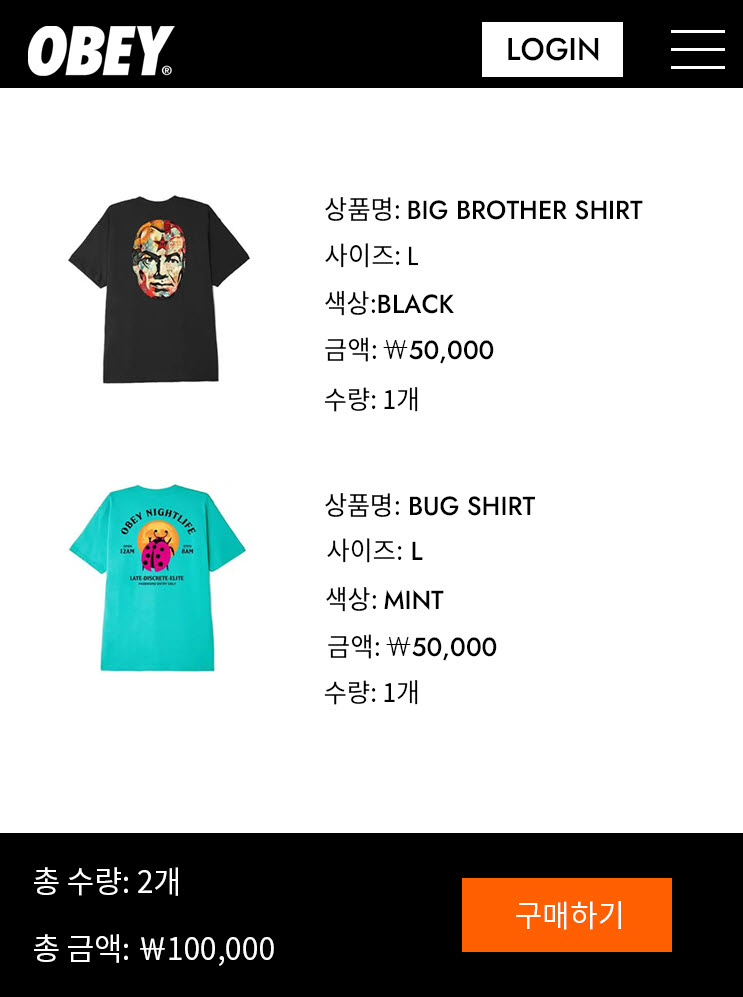 OBEY®
LOGIN
상품명: BIG BROTHER SHIRT
사이즈: L
색상:BLACK
금액: ₩50,000
수량: 1개
OBEY NIGHTLIFE
12AM
8AM
LATE·DISCRETE·ELITE
상품명: BUG SHIRT
사이즈: L
색상: MINT
금액: ₩50,000
수량: 1개
총 수량: 2개
구매하기
총 금액: ₩100,000